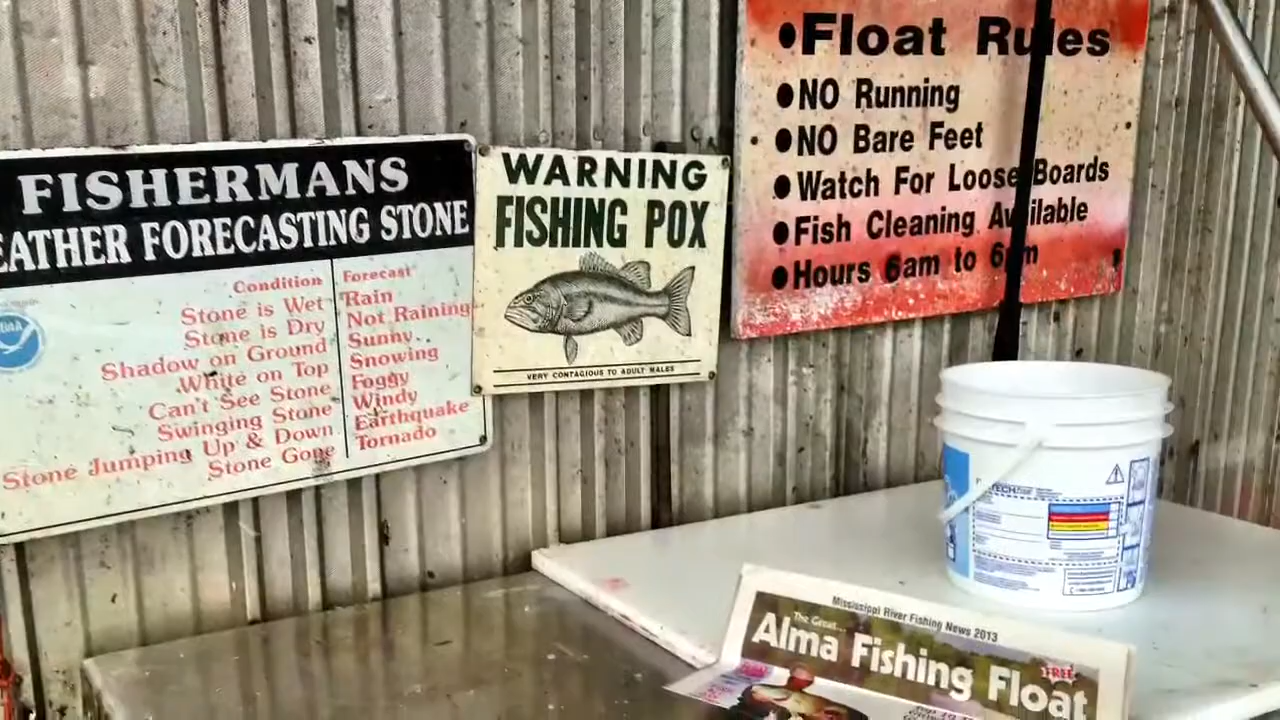 FISHERMANS
EATHER FORECASTING STONE
Condition Forecast
Stone is Wet Rain
Stone is Dry Not Raining
Shadow on Ground Sunny
White on Top Snowing
Can't See Stone Foggy
Swinging Stone Windy
Stone Jumping Up & Down Earthquake
Stone Gone Tornado
WARNING
FISHING POX
VERY CONTAGIOUS TO ADULT MALES
•Float Rules
•NO Running
•NO Bare Feet
•Watch For Loose Boards
•Fish Cleaning Available
•Hours 6am to 6pm
Mississippi River Fishing News 2013
The Great...
Alma Fishing Float
FREE